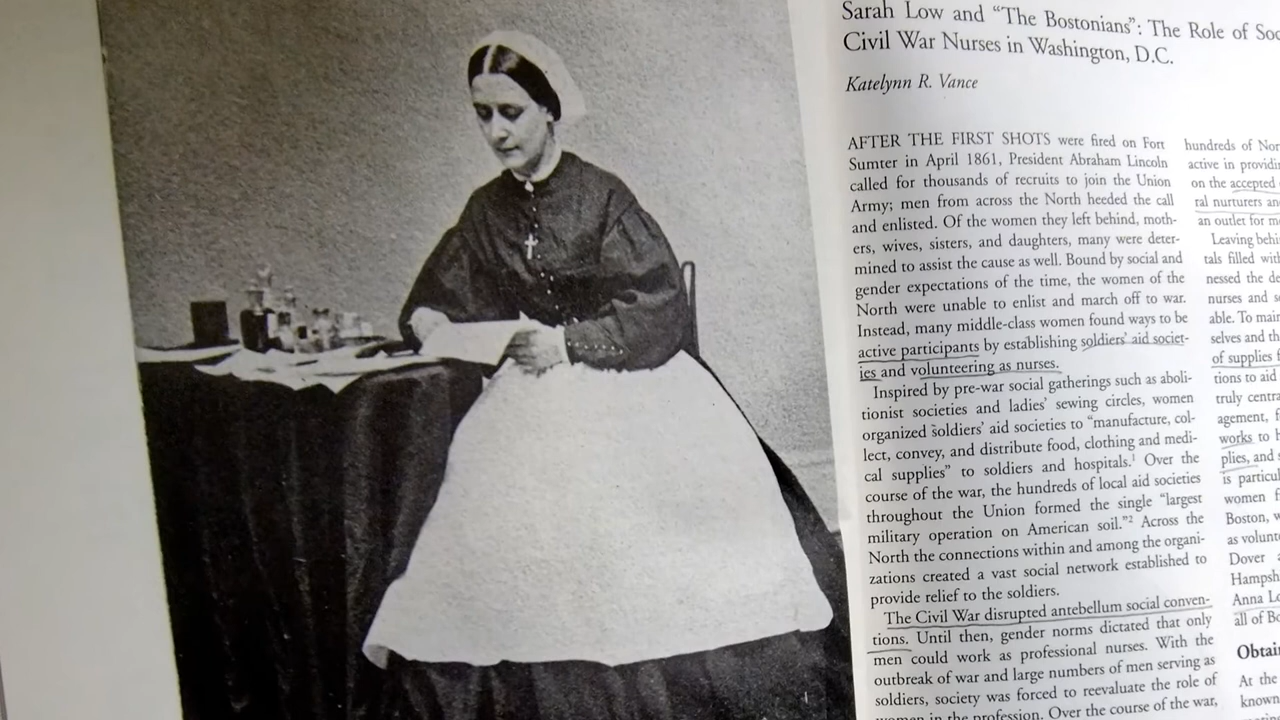 Sarah Low and “The Bostonians”: The Role of
Civil War Nurses in Washington, D.C.
Katelynn R. Vance
AFTER THE FIRST SHOTS were fired on Fort
Sumter in April 1861, President Abraham Lincoln
called for thousands of recruits to join the Union
Army; men from across the North heeded the call
and enlisted. Of the women they left behind, moth-
ers, wives, sisters, and daughters, many were deter-
mined to assist the cause as well. Bound by social and
gender expectations of the time, the women of the
North were unable to enlist and march off to war.
Instead, many middle-class women found ways to be
active participants by establishing soldiers’ aid societ-
ies and volunteering as nurses.
Inspired by pre-war social gatherings such as aboli-
tionist societies and ladies’ sewing circles, women
organized soldiers’ aid societies to “manufacture, col-
lect, convey, and distribute food, clothing and medi-
cal supplies” to soldiers and hospitals.¹ Over the
course of the war, the hundreds of local aid societies
throughout the Union formed the single “largest
military operation on American soil.”² Across the
North the connections within and among the organi-
zations created a vast social network established to
provide relief to the soldiers.
The Civil War disrupted antebellum social conven-
tions. Until then, gender norms dictated that only
men could work as professional nurses. With the
outbreak of war and large numbers of men serving as
soldiers, society was forced to reevaluate the role of
women in the profession. Over the course of the war,
hundreds of
active in
on the accepted
ral nurturers
an outlet for
Leaving
tals filled
nessed the
nurses and
able. To
selves and
of supplies
tions to aid
truly
agement,
works to
plies, and
is
women
Boston,
as
Dover
Anna
all of
At the
known